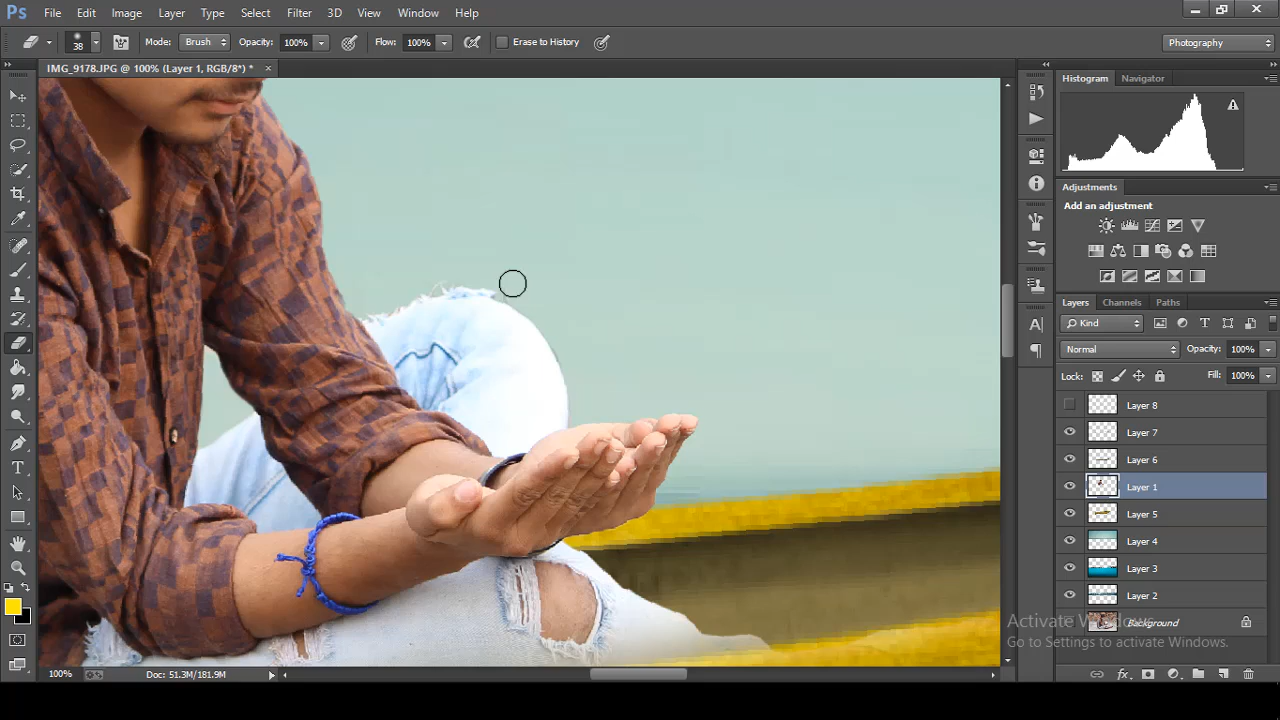 Ps File Edit Image Layer Type Select Filter 3D View Window Help
38 Mode: Brush Opacity: 100% Flow: 100% Erase to History Photography
IMG_9178.JPG @ 100% (Layer 1, RGB/8*) * ×
Histogram Navigator
Adjustments
Add an adjustment
Layers Channels Paths
Kind
Normal Opacity: 100%
Lock: Fill: 100%
Layer 8
Layer 7
Layer 6
Layer 1
Layer 5
Layer 4
Layer 3
Layer 2
Background
Activate Windows
Go to Settings to activate Windows.
100% Doc: 51.3M/181.9M